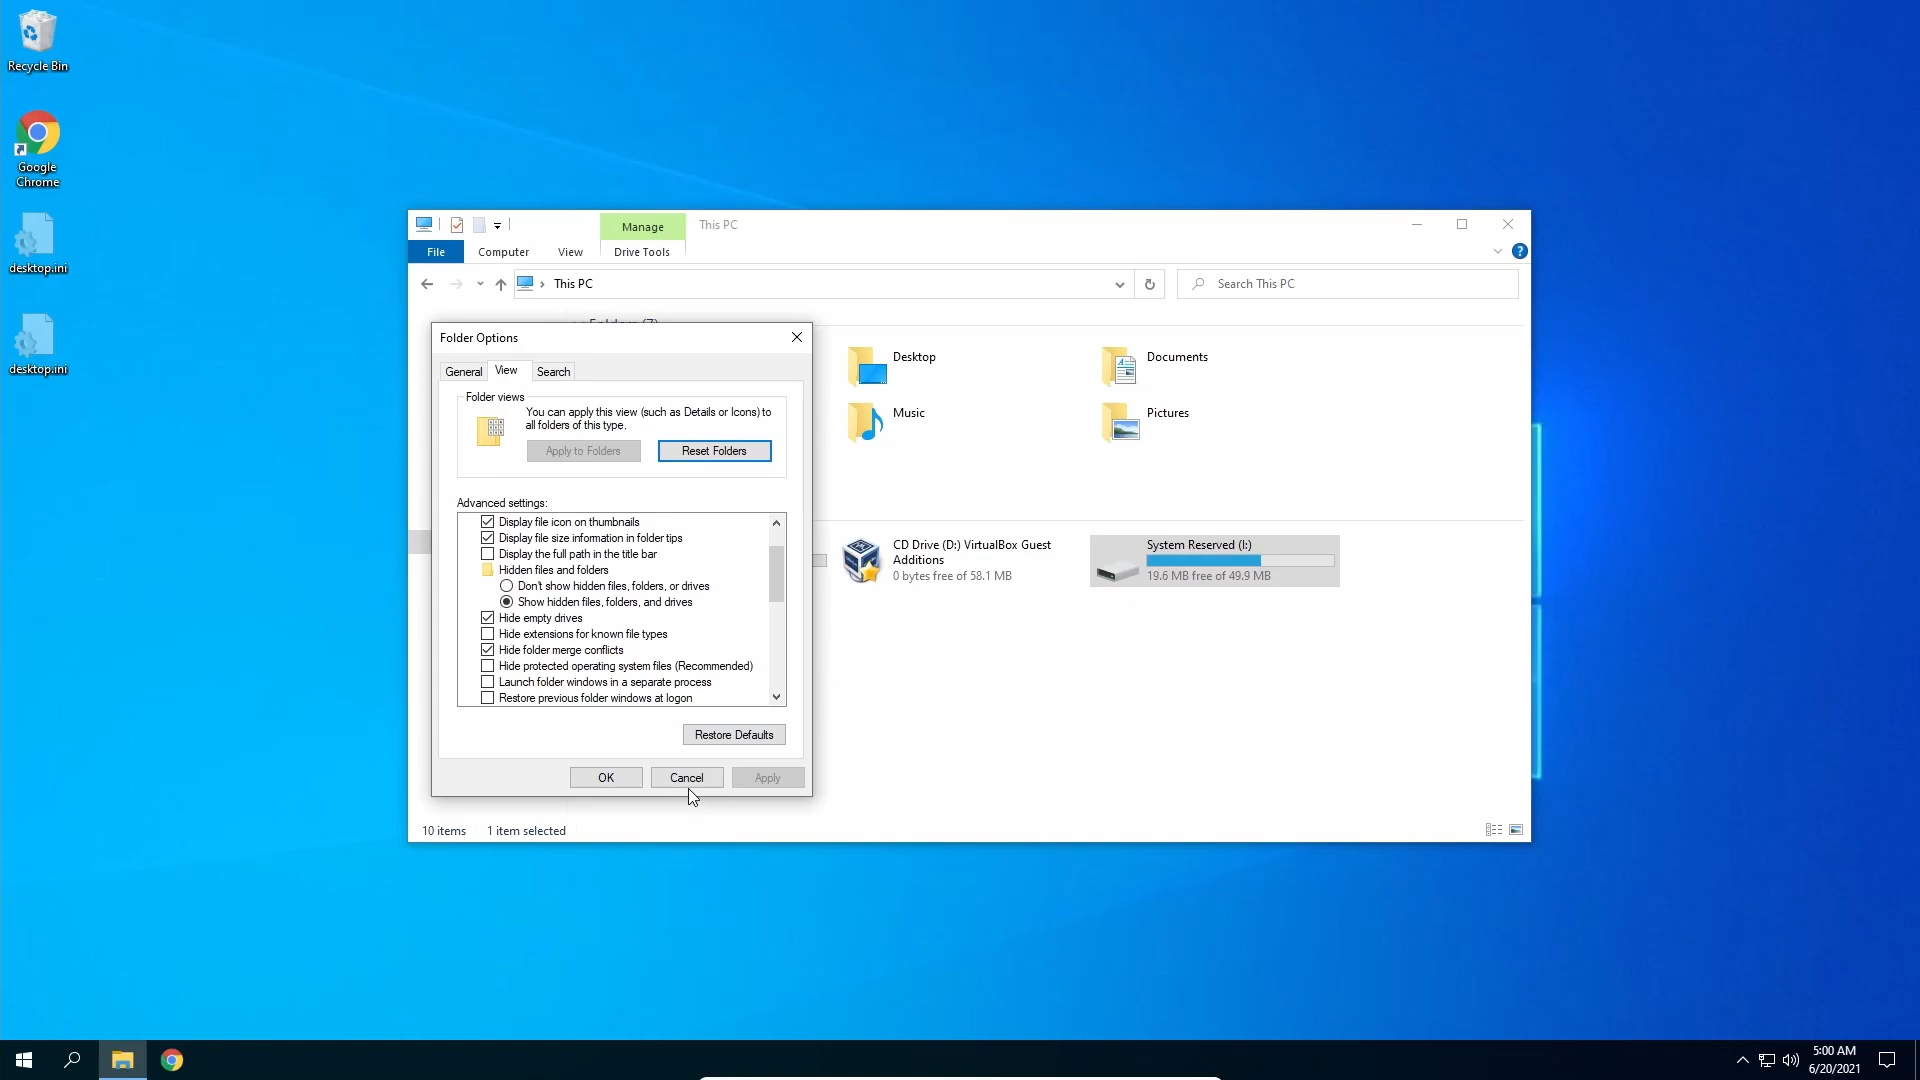 Recycle Bin
Google
Chrome
desktop.ini
desktop.ini
Manage
This PC
File
Computer
View
Drive Tools
?
This PC
Search This PC
Folder Options
General
View
Search
Folder views
You can apply this view (such as Details or Icons) to
all folders of this type.
Apply to Folders
Reset Folders
Advanced settings:
Display file icon on thumbnails
Display file size information in folder tips
Display the full path in the title bar
Hidden files and folders
Don't show hidden files, folders, or drives
Show hidden files, folders, and drives
Hide empty drives
Hide extensions for known file types
Hide folder merge conflicts
Hide protected operating system files (Recommended)
Launch folder windows in a separate process
Restore previous folder windows at logon
Restore Defaults
OK
Cancel
Apply
Desktop
Documents
Music
Pictures
CD Drive (D:) VirtualBox Guest
Additions
0 bytes free of 58.1 MB
System Reserved (I:)
19.6 MB free of 49.9 MB
10 items
1 item selected
5:00 AM
6/20/2021